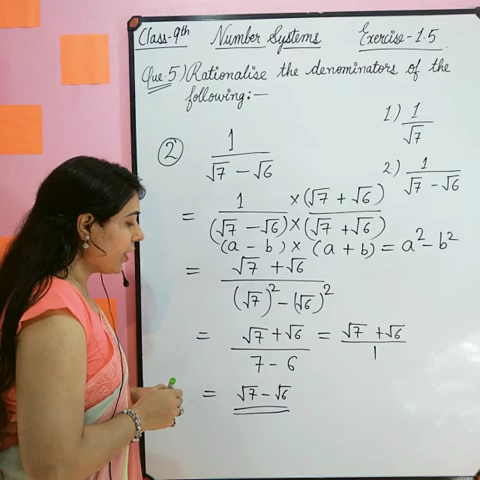 Class-9th Number Systems Exercise-1.5
Que.5) Rationalise the denominators of the
following:-
1) 1/√7
2) 1/(√7 - √6)
② 1/(√7 - √6)
= 1/(√7 - √6) × (√7 + √6)/(√7 + √6)
(a - b) × (a + b) = a² - b²
= (√7 + √6)/((√7)² - (√6)²)
= (√7 + √6)/(7 - 6) = (√7 + √6)/1
= √7 - √6